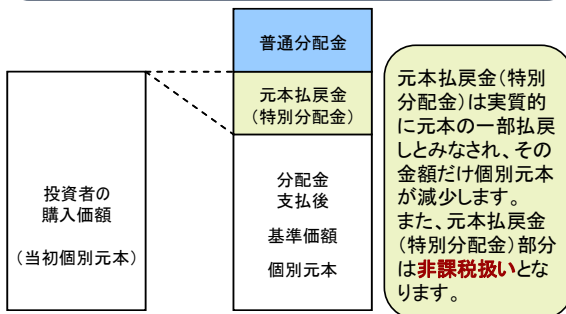 普通分配金
元本払戻金
(特別分配金)
分配金
支払後
基準価額
個別元本
投資者の
購入価額
(当初個別元本)
元本払戻金(特別
分配金)は実質的
に元本の一部払戻
しとみなされ、その
金額だけ個別元本
が減少します。
また、元本払戻金
(特別分配金)部分
は非課税扱いとな
ります。